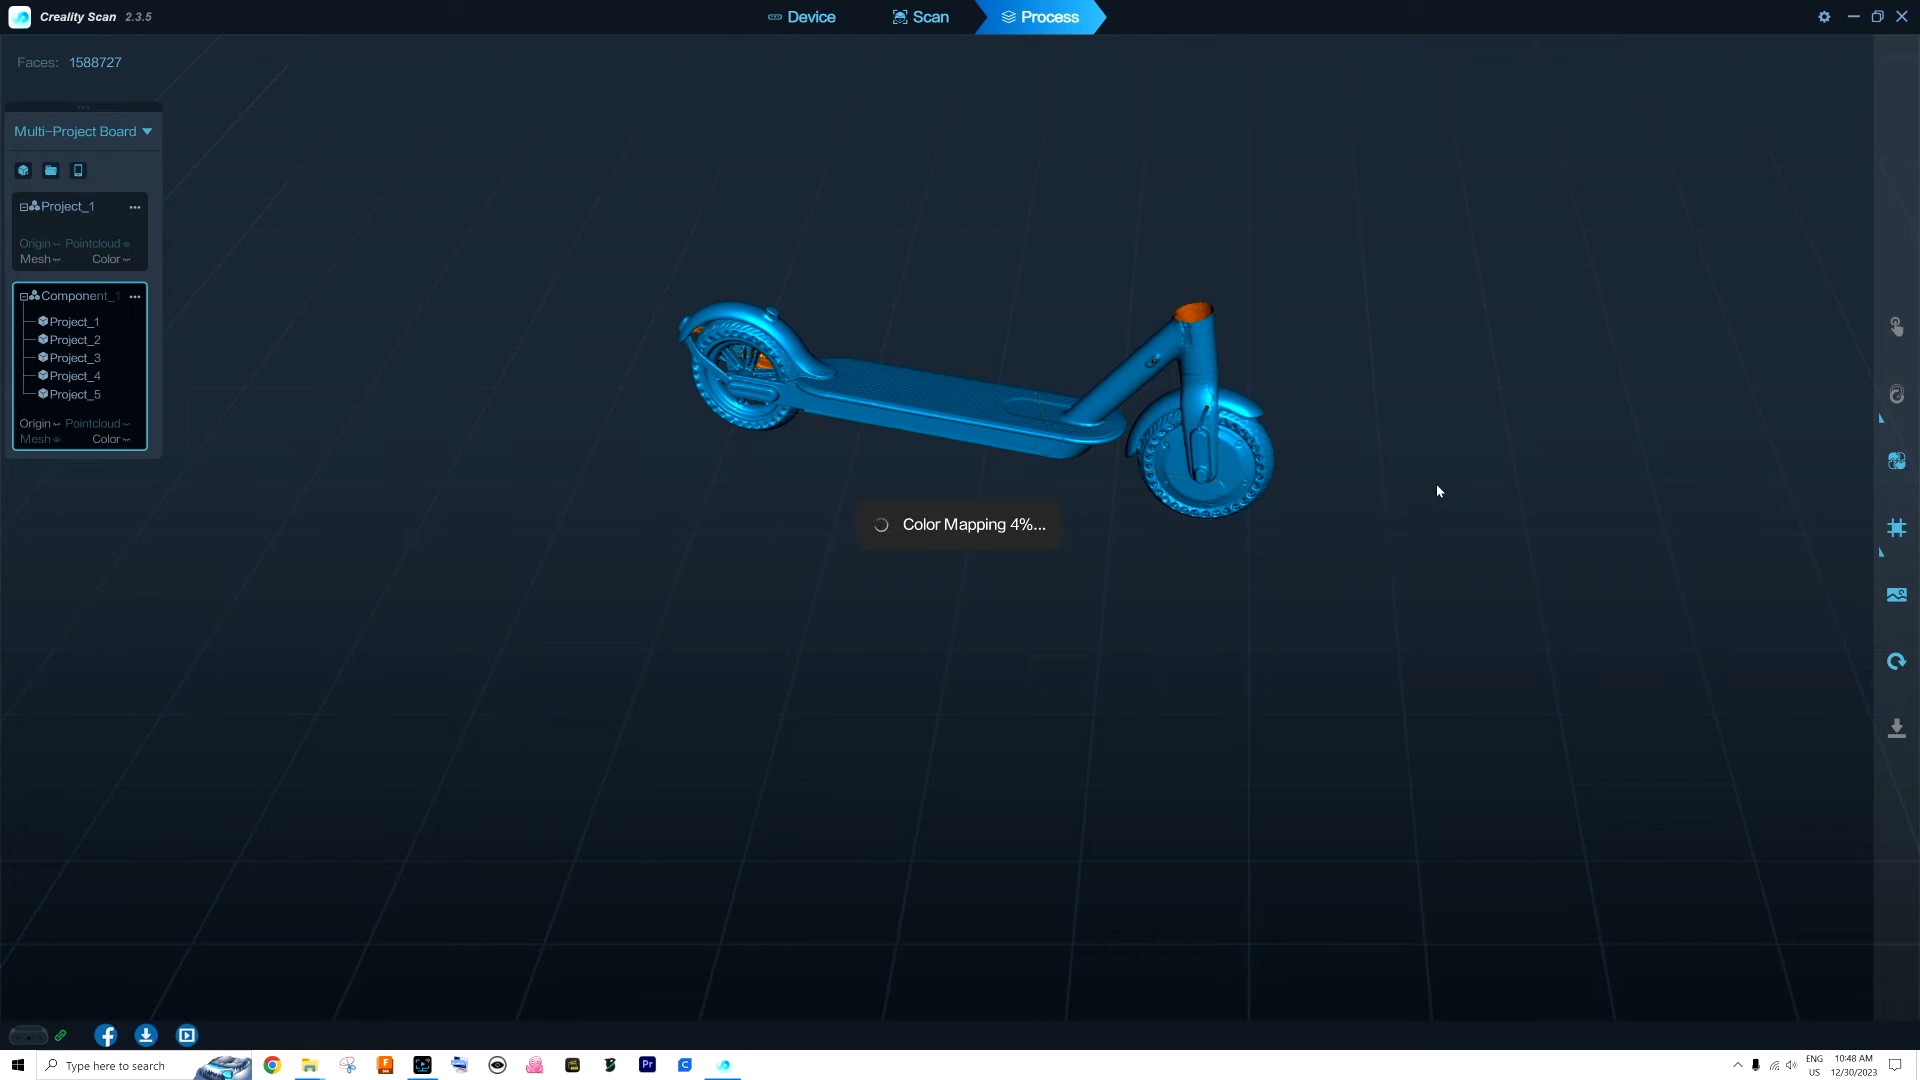 Creality Scan 2.3.5
Device
Scan
Process
Faces: 1588727
Multi-Project Board
Project_1
Origin Pointcloud
Mesh Color
Component_1
Project_1
Project_2
Project_3
Project_4
Project_5
Origin Pointcloud
Mesh Color
Color Mapping 4%...
Type here to search
Pr
ENG
US
10:48 AM
12/30/2023